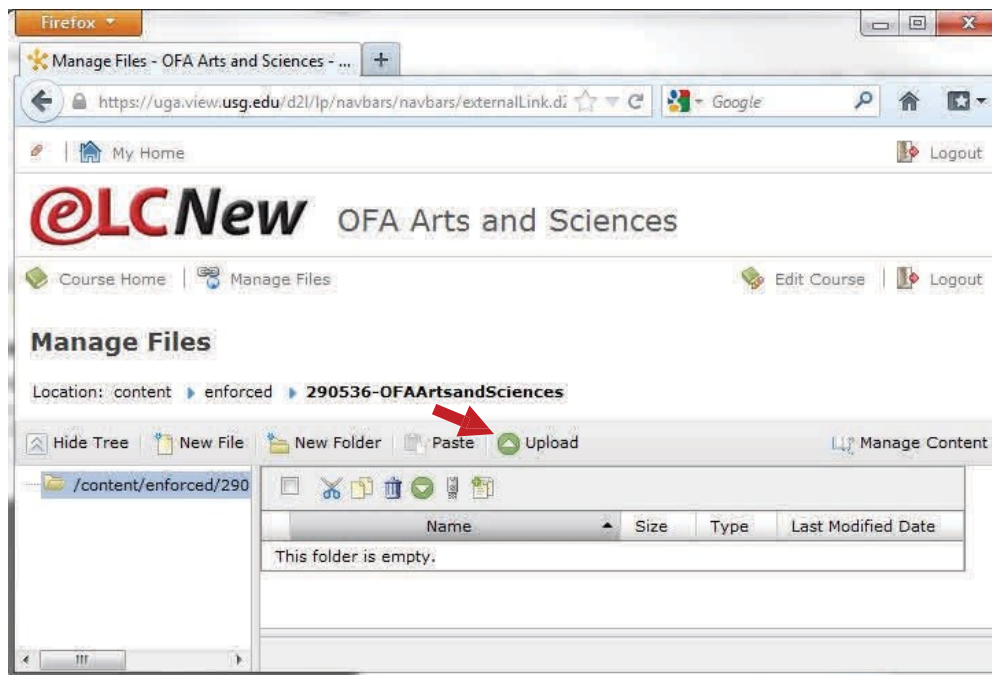 Firefox
Manage Files - OFA Arts and Sciences - ...
https://uga.view.usg.edu/d2l/lp/navbars/navbars/externalLink.d2
Google
My Home
Logout
eLCNew OFA Arts and Sciences
Course Home
Manage Files
Edit Course
Logout
Manage Files
Location: content enforced 290536-OFAArtsandSciences
Hide Tree
New File
New Folder
Paste
Upload
Manage Content
/content/enforced/290
Name
Size
Type
Last Modified Date
This folder is empty.